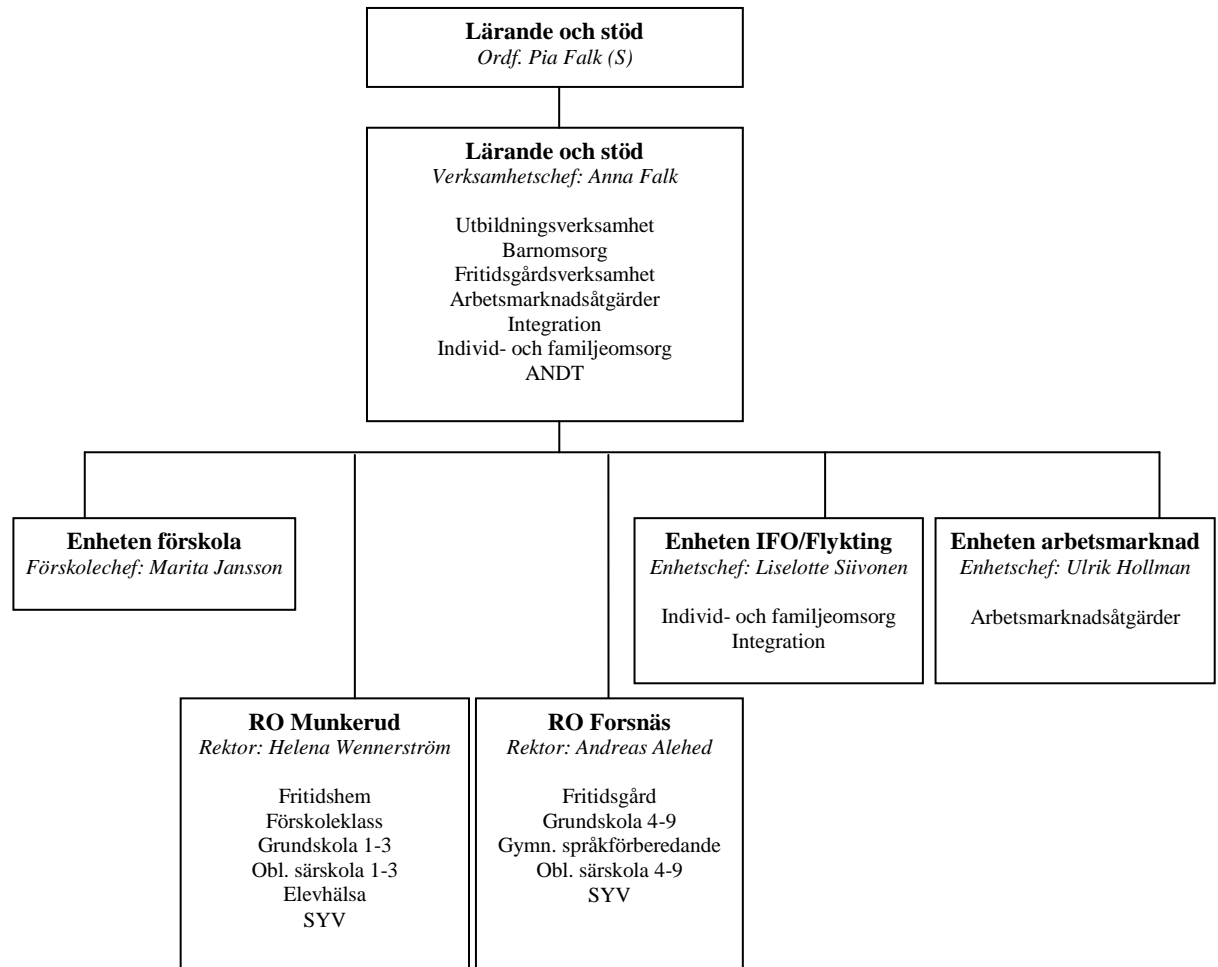 Lärande och stöd
Ordf. Pia Falk (S)
Lärande och stöd
Verksamhetschef: Anna Falk
Utbildningsverksamhet
Barnomsorg
Fritidsgårdsverksamhet
Arbetsmarknadsåtgärder
Integration
Individ- och familjeomsorg
ANDT
Enheten förskola
Förskolechef: Marita Jansson
Enheten IFO/Flykting
Enhetschef: Liselotte Siivonen
Individ- och familjeomsorg
Integration
Enheten arbetsmarknad
Enhetschef: Ulrik Hollman
Arbetsmarknadsåtgärder
RO Munkerud
Rektor: Helena Wennerström
Fritidshem
Förskoleklass
Grundskola 1-3
Obl. särskola 1-3
Elevhälsa
SYV
RO Forsnäs
Rektor: Andreas Alehed
Fritidsgård
Grundskola 4-9
Gymn. språkförberedande
Obl. särskola 4-9
SYV